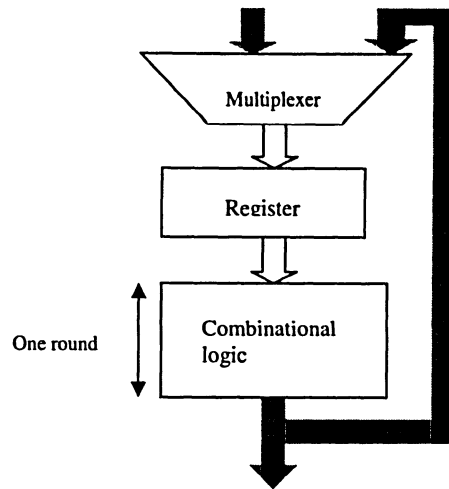 Multiplexer
Register
One round
Combinational
logic